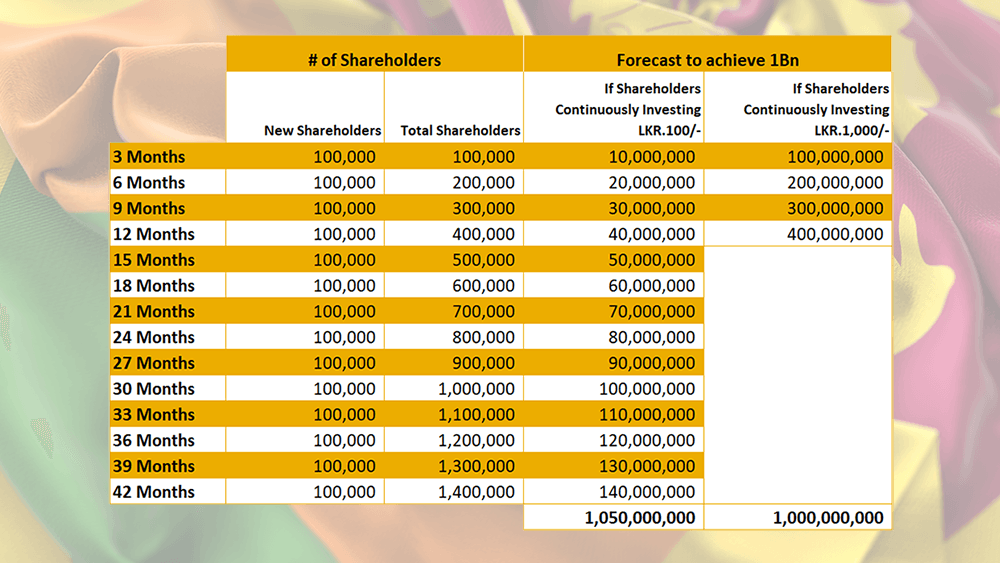 # of Shareholders Forecast to achieve 1Bn
New Shareholders Total Shareholders If Shareholders Continuously Investing LKR.100/- If Shareholders Continuously Investing LKR.1,000/-
3 Months 100,000 100,000 10,000,000 100,000,000
6 Months 100,000 200,000 20,000,000 200,000,000
9 Months 100,000 300,000 30,000,000 300,000,000
12 Months 100,000 400,000 40,000,000 400,000,000
15 Months 100,000 500,000 50,000,000
18 Months 100,000 600,000 60,000,000
21 Months 100,000 700,000 70,000,000
24 Months 100,000 800,000 80,000,000
27 Months 100,000 900,000 90,000,000
30 Months 100,000 1,000,000 100,000,000
33 Months 100,000 1,100,000 110,000,000
36 Months 100,000 1,200,000 120,000,000
39 Months 100,000 1,300,000 130,000,000
42 Months 100,000 1,400,000 140,000,000
1,050,000,000 1,000,000,000